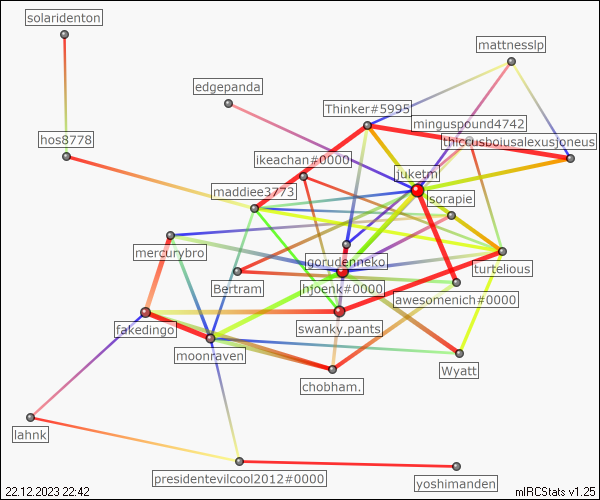 solaridenton
mattnesslp
edgepanda
Thinker#5995
minguspound4742
hos8778
thiccusboiusalexusjoneus
ikeachan#0000
juketm
maddiee3773
sorapie
mercurybro
gorudenneko
turtelious
Bertram
hjoenk#0000
awesomenich#0000
fakedingo
swanky.pants
moonraven
Wyatt
chobham.
lahnk
presidentevilcool2012#0000
yoshimanden
22.12.2023 22:42
mIRCStats v1.25